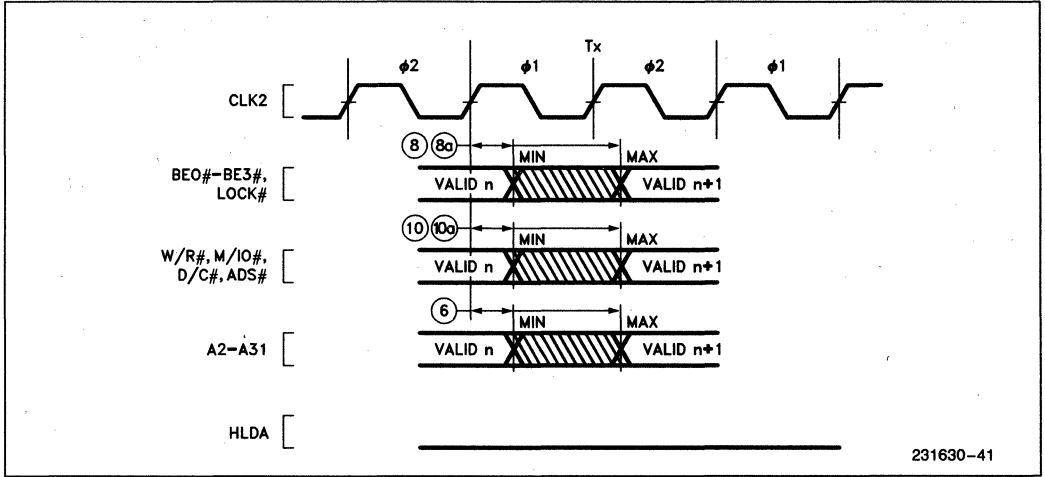 Tx
φ2 φ1 φ2 φ1
CLK2
8 8a MIN MAX
BE0#–BE3#,
LOCK#
VALID n VALID n+1
10 10a MIN MAX
W/R#, M/IO#,
D/C#, ADS#
VALID n VALID n+1
6 MIN MAX
A2–A31
VALID n VALID n+1
HLDA
231630–41